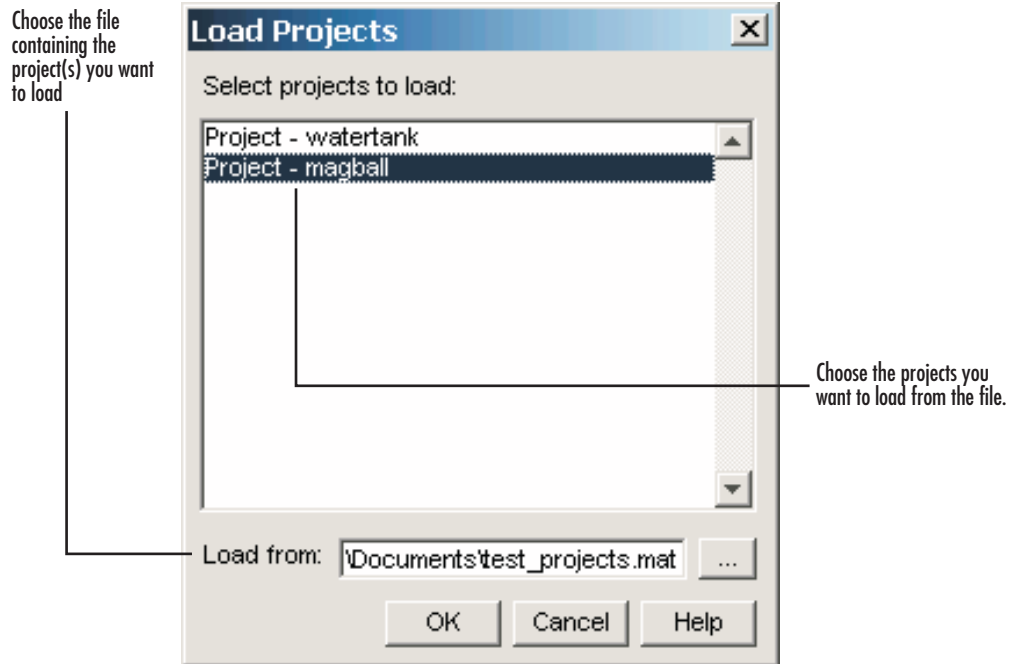 Choose the file
containing the
project(s) you want
to load
Load Projects
Select projects to load:
Project - watertank
Project - magball
Choose the projects you
want to load from the file.
Load from: \Documents\test_projects.mat ...
OK Cancel Help